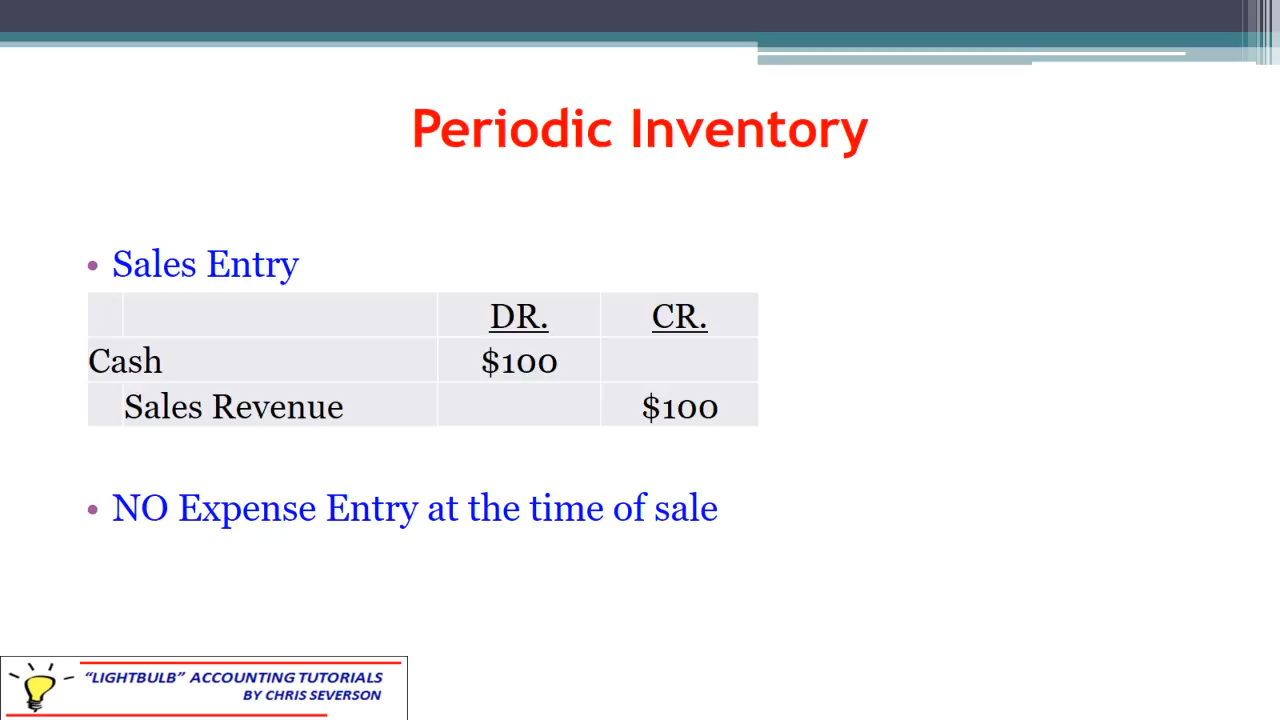 Periodic Inventory
• Sales Entry
DR. CR.
Cash $100
Sales Revenue $100
• NO Expense Entry at the time of sale
“LIGHTBULB” ACCOUNTING TUTORIALS
BY CHRIS SEVERSON